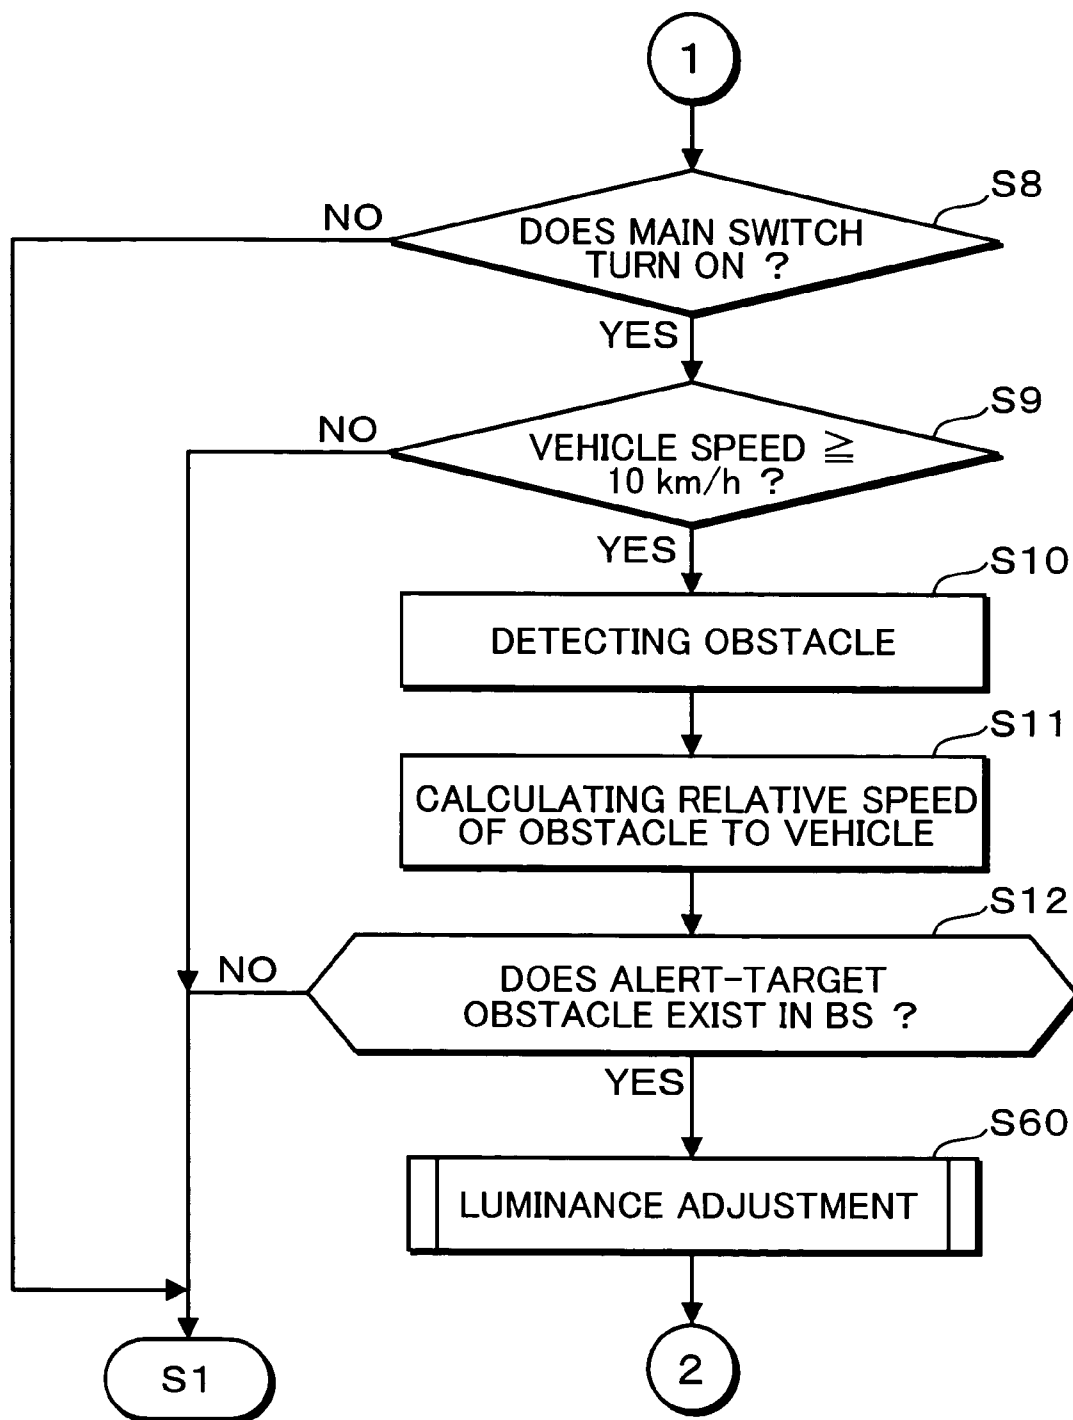 1
S8
NO
DOES MAIN SWITCH
TURN ON ?
YES
S9
NO
VEHICLE SPEED ≧
10 km/h ?
YES
S10
DETECTING OBSTACLE
S11
CALCULATING RELATIVE SPEED
OF OBSTACLE TO VEHICLE
S12
NO
DOES ALERT-TARGET
OBSTACLE EXIST IN BS ?
YES
S60
LUMINANCE ADJUSTMENT
S1
2